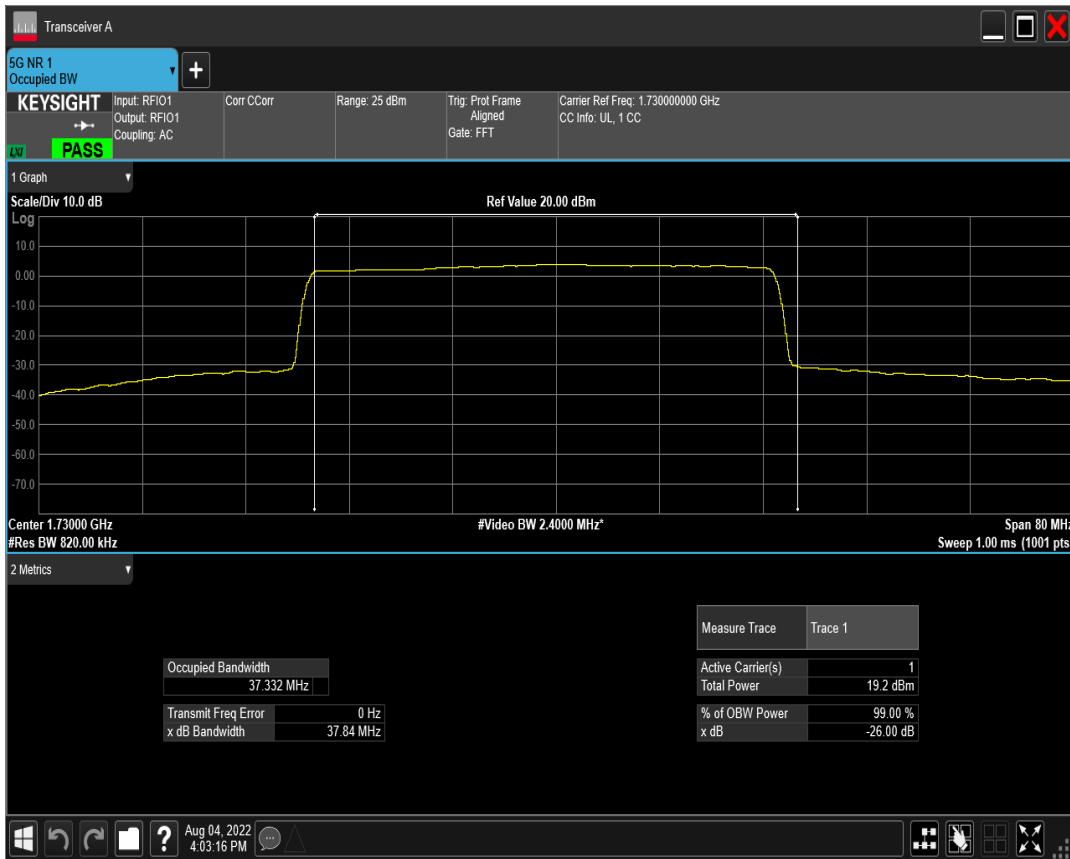 Transceiver A
5G NR 1
Occupied BW
KEYSIGHT
LXI
PASS
Input: RFIO1
Output: RFIO1
Coupling: AC
Corr CCorr
Range: 25 dBm
Trig: Prot Frame
Aligned
Gate: FFT
Carrier Ref Freq: 1.730000000 GHz
CC Info: UL, 1 CC
1 Graph
Scale/Div 10.0 dB
Ref Value 20.00 dBm
Log
10.0
0.00
-10.0
-20.0
-30.0
-40.0
-50.0
-60.0
-70.0
Center 1.73000 GHz
#Video BW 2.4000 MHz*
Span 80 MHz
#Res BW 820.00 kHz
Sweep 1.00 ms (1001 pts
2 Metrics
Measure Trace Trace 1
Occupied Bandwidth
37.332 MHz
Active Carrier(s) 1
Total Power 19.2 dBm
Transmit Freq Error 0 Hz
x dB Bandwidth 37.84 MHz
% of OBW Power 99.00 %
x dB -26.00 dB
?
Aug 04, 2022
4:03:16 PM